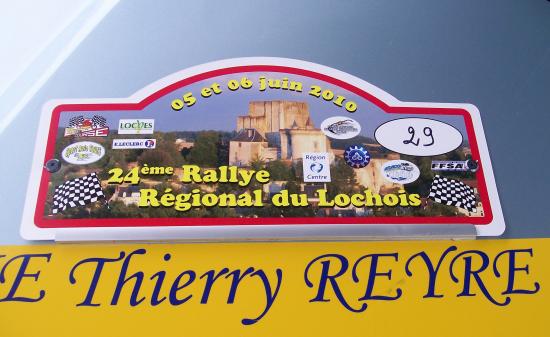 05 et 06 juin 2010
LOCHES
E.LECLERC L
29
Région
Centre
FFSA
24ème Rallye
Régional du Lochois
E Thierry REYRE